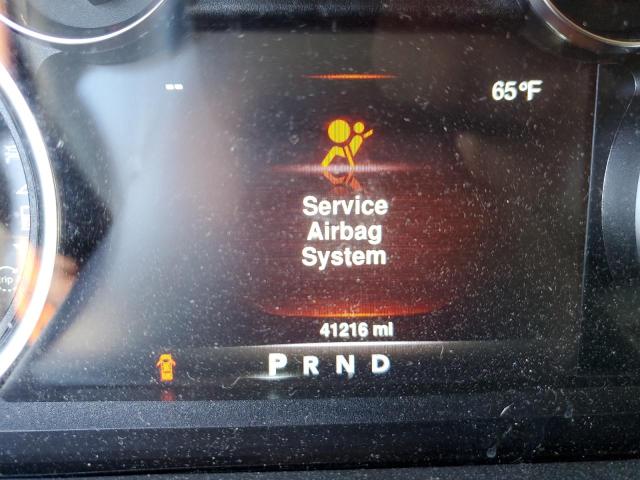 --
65°F
Service
Airbag
System
41216 mi
P R N D